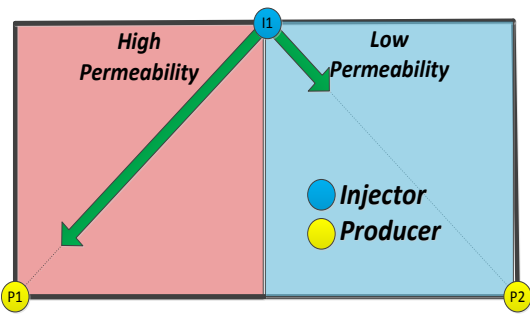 I1
High
Permeability
Low
Permeability
Injector
Producer
P1
P2